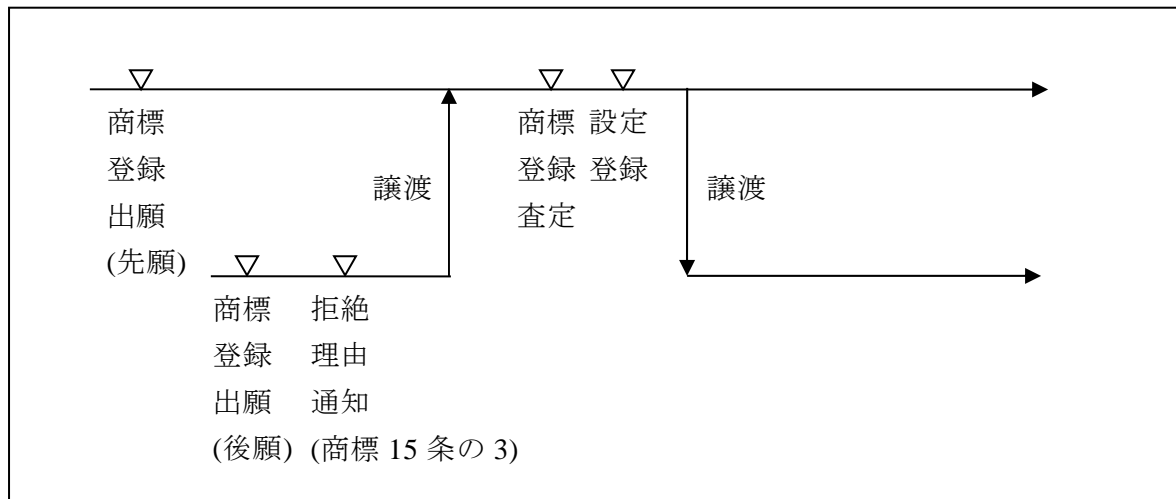 商標
登録
出願
(先願)
譲渡
商標
登録
査定
設定
登録
譲渡
商標
登録
出願
(後願)
拒絶
理由
通知
(商標 15 条の 3)